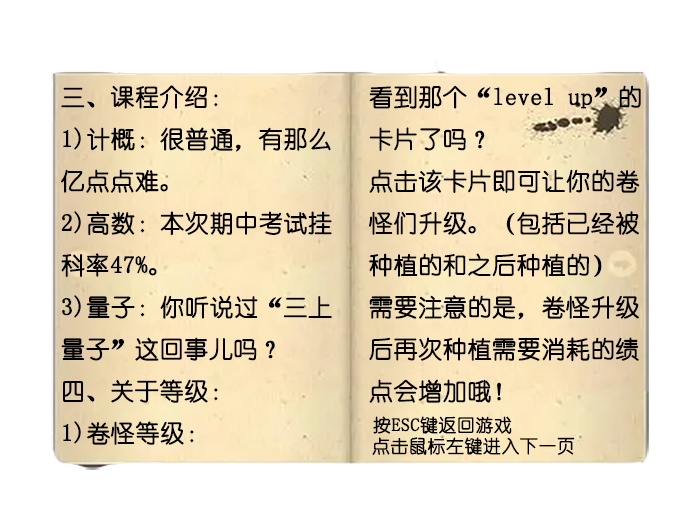 三、课程介绍：
1)计概：很普通，有那么
亿点点难。
2)高数：本次期中考试挂
科率47%。
3)量子：你听说过“三上
量子”这回事儿吗？
四、关于等级：
1)卷怪等级：
看到那个“level up”的
卡片了吗？
点击该卡片即可让你的卷
怪们升级。（包括已经被
种植的和之后种植的）
需要注意的是，卷怪升级
后再次种植需要消耗的绩
点会增加哦！
按ESC键返回游戏
点击鼠标左键进入下一页